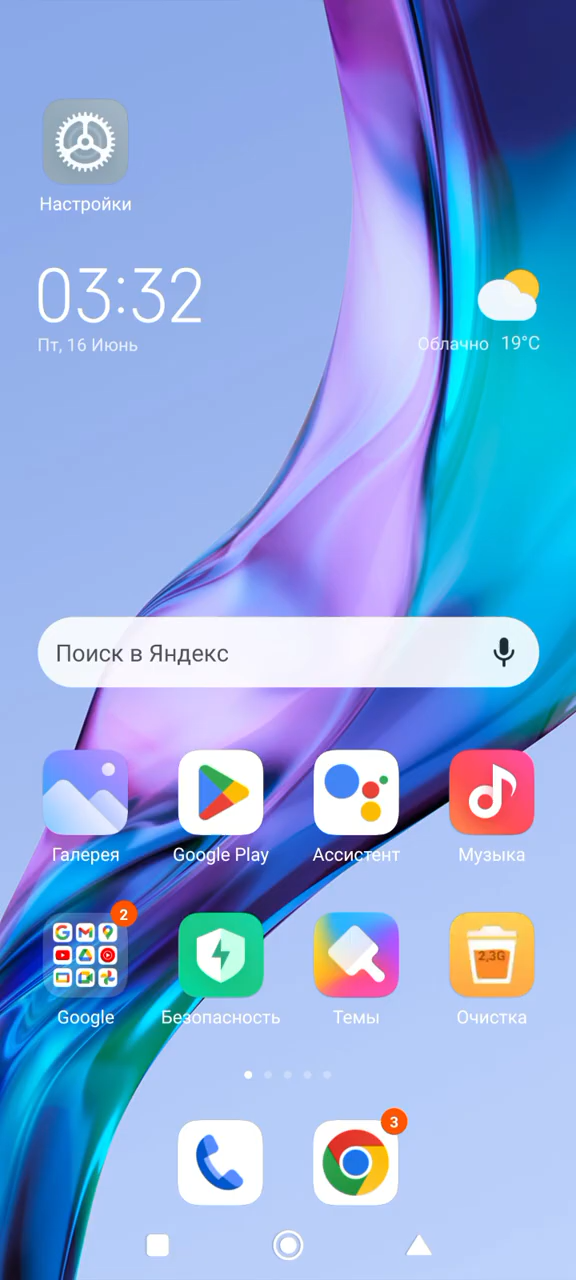 Настройки
03:32
Пт, 16 Июнь
Облачно 19°C
Поиск в Яндекс
Галерея
Google Play
Ассистент
Музыка
2
2,3G
Google
Безопасность
Темы
Очистка
3